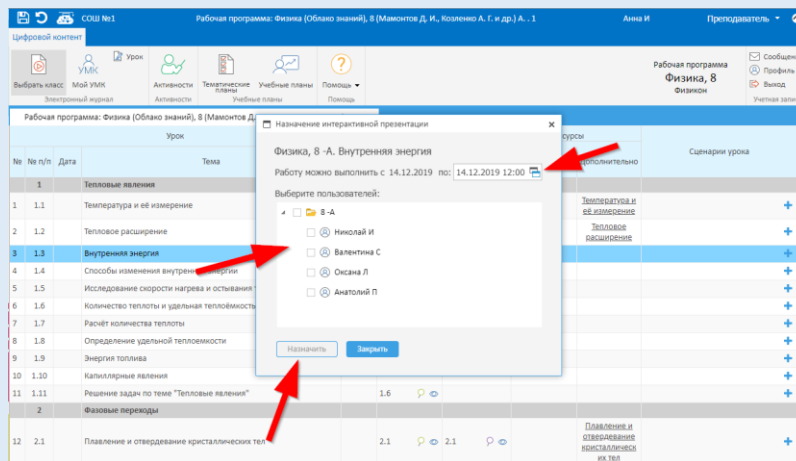 СОШ №1 Рабочая программа: Физика (Облако знаний), 8 (Мамонтов Д. И., Козленко А. Г. и др.) А. . 1 Анна И Преподаватель
Цифровой контент
Выбрать класс
Мой УМК
УМК
Урок
Электронный журнал
Активности
Активности
Тематические планы
Учебные планы
Учебные планы
?
Помощь
Помощь
Рабочая программа
Физика, 8
Физикон
Сообщен
Профиль
Выход
Учетная запи
Рабочая программа: Физика (Облако знаний), 8 (Мамонтов Д.
Урок
сурсы
Сценарии урока
№ № п/п Дата Тема
Дополнительно
1 Тепловые явления
1 1.1 Температура и её измерение
Температура и
её измерение
2 1.2 Тепловое расширение
Тепловое
расширение
3 1.3 Внутренняя энергия
4 1.4 Способы изменения внутренней энергии
5 1.5 Исследование скорости нагрева и остывания
6 1.6 Количество теплоты и удельная теплоёмкость
7 1.7 Расчёт количества теплоты
8 1.8 Определение удельной теплоемкости
9 1.9 Энергия топлива
10 1.10 Капиллярные явления
11 1.11 Решение задач по теме "Тепловые явления" 1.6
2 Фазовые переходы
12 2.1 Плавление и отвердевание кристаллических тел 2.1 2.1
Плавление и
отвердевание
кристаллическ
их тел
Назначение интерактивной презентации
Физика, 8 -А. Внутренняя энергия
Работу можно выполнить с 14.12.2019 по: 14.12.2019 12:00
Выберите пользователей:
8 -А
Николай И
Валентина С
Оксана Л
Анатолий П
Назначить Закрыть